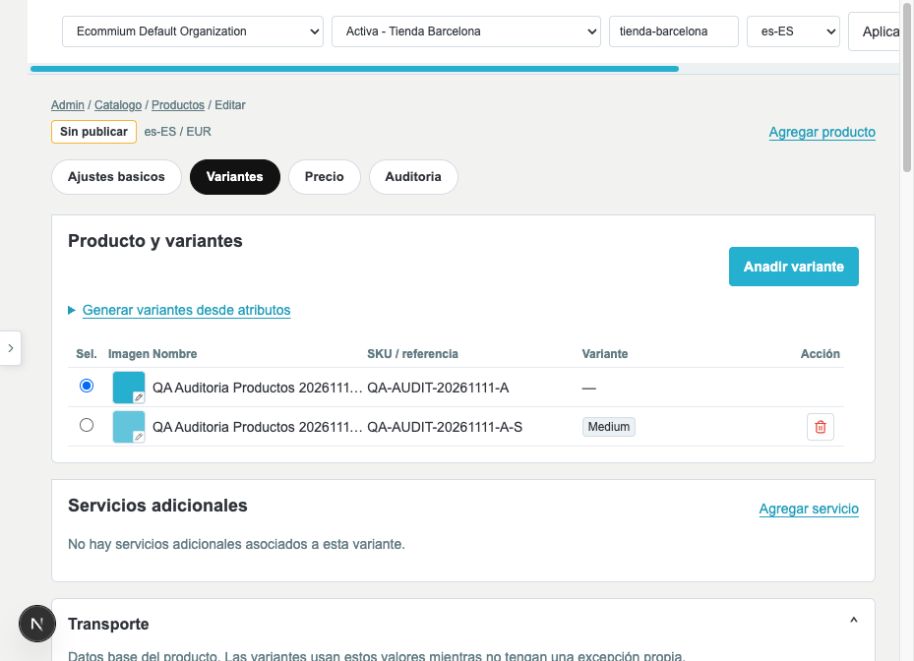 Ecommium Default Organization Activa - Tienda Barcelona tienda-barcelona es-ES Aplica
Admin / Catalogo / Productos / Editar
Sin publicar es-ES / EUR Agregar producto
Ajustes basicos Variantes Precio Auditoria
Producto y variantes
Anadir variante
Generar variantes desde atributos
Sel. Imagen Nombre SKU / referencia Variante Acción
QA Auditoria Productos 2026111… QA-AUDIT-20261111-A —
QA Auditoria Productos 2026111… QA-AUDIT-20261111-A-S Medium
Servicios adicionales Agregar servicio
No hay servicios adicionales asociados a esta variante.
N Transporte
Datos base del producto. Las variantes usan estos valores mientras no tengan una excepción propia.